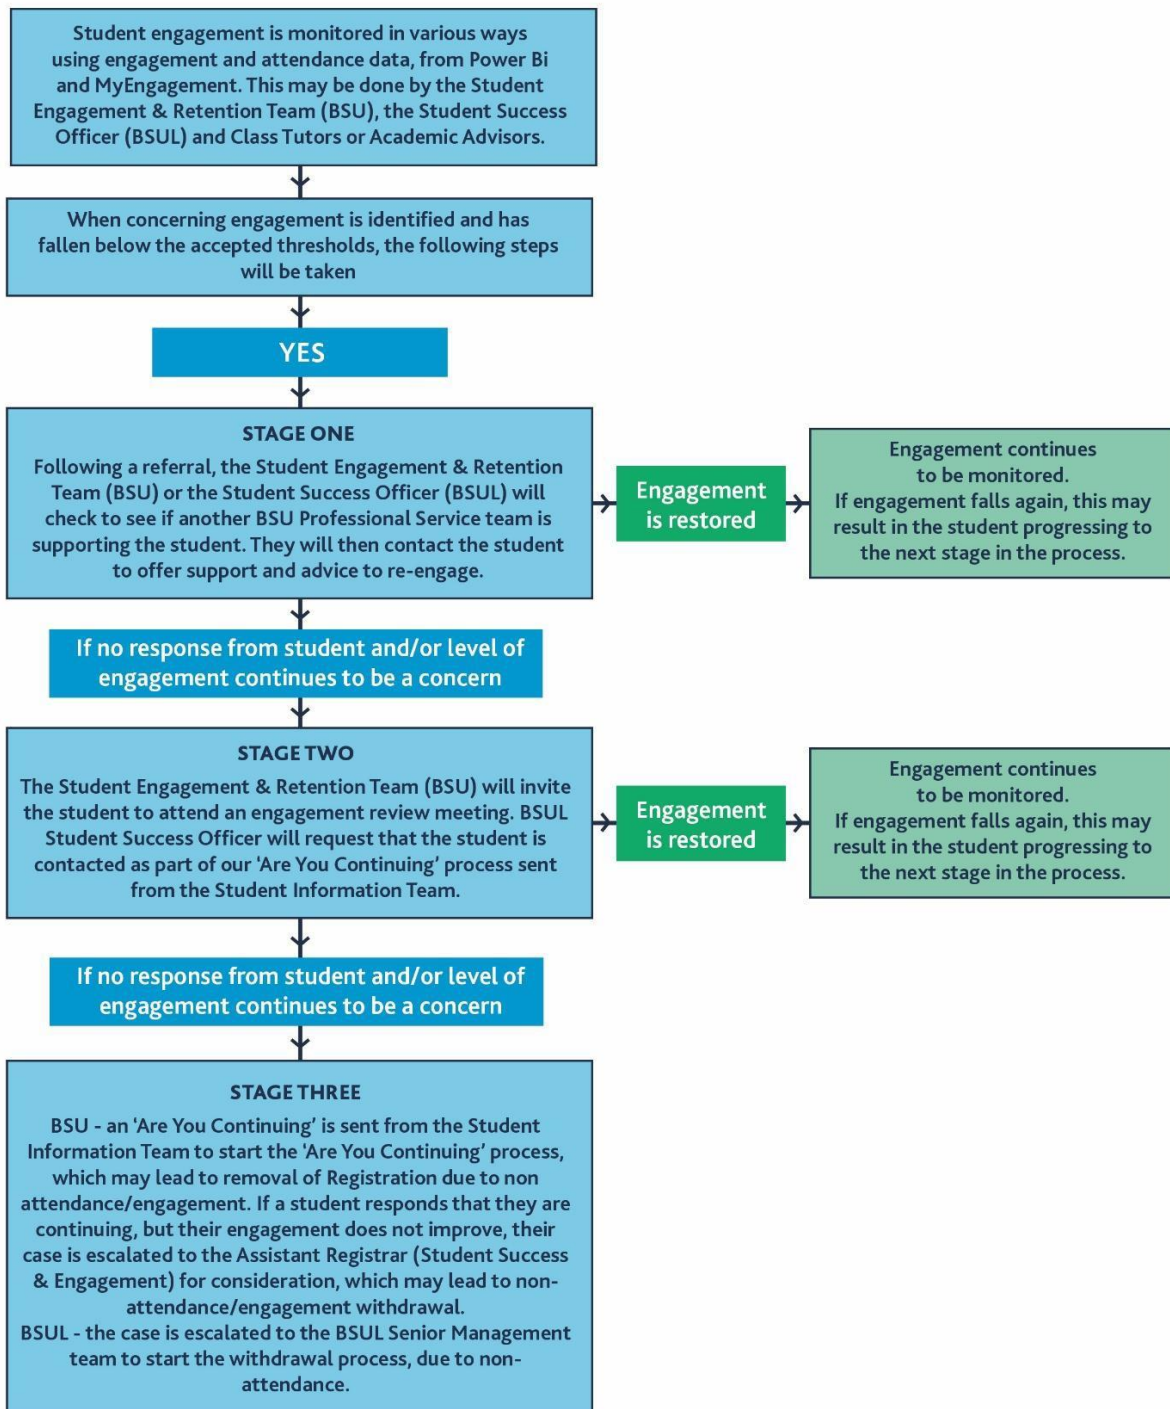 Student engagement is monitored in various ways
using engagement and attendance data, from Power Bi
and MyEngagement. This may be done by the Student
Engagement & Retention Team (BSU), the Student Success
Officer (BSUL) and Class Tutors or Academic Advisors.
When concerning engagement is identified and has
fallen below the accepted thresholds, the following steps
will be taken
YES
STAGE ONE
Following a referral, the Student Engagement & Retention
Team (BSU) or the Student Success Officer (BSUL) will
check to see if another BSU Professional Service team is
supporting the student. They will then contact the student
to offer support and advice to re-engage.
Engagement
is restored
Engagement continues
to be monitored.
If engagement falls again, this may
result in the student progressing to
the next stage in the process.
If no response from student and/or level of
engagement continues to be a concern
STAGE TWO
The Student Engagement & Retention Team (BSU) will invite
the student to attend an engagement review meeting. BSUL
Student Success Officer will request that the student is
contacted as part of our ‘Are You Continuing’ process sent
from the Student Information Team.
Engagement
is restored
Engagement continues
to be monitored.
If engagement falls again, this may
result in the student progressing to
the next stage in the process.
If no response from student and/or level of
engagement continues to be a concern
STAGE THREE
BSU - an ‘Are You Continuing’ is sent from the Student
Information Team to start the ‘Are You Continuing’ process,
which may lead to removal of Registration due to non
attendance/engagement. If a student responds that they are
continuing, but their engagement does not improve, their
case is escalated to the Assistant Registrar (Student Success
& Engagement) for consideration, which may lead to non-
attendance/engagement withdrawal.
BSUL - the case is escalated to the BSUL Senior Management
team to start the withdrawal process, due to non-
attendance.